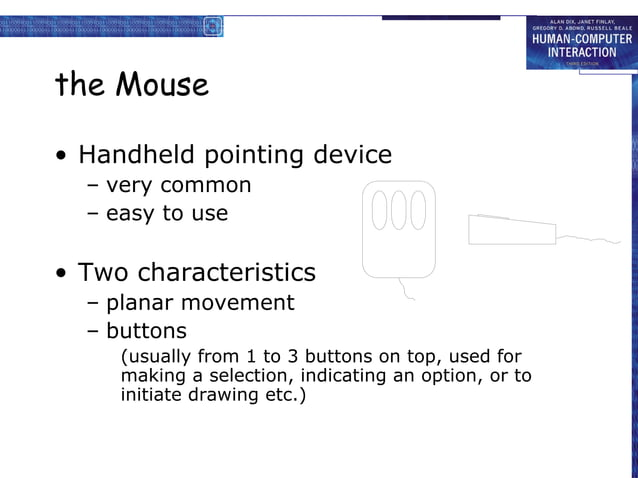 ALAN DIX, JANET FINLAY,
GREGORY D. ABOWD, RUSSELL BEALE
HUMAN-COMPUTER
INTERACTION
THIRD EDITION
the Mouse
• Handheld pointing device
– very common
– easy to use
• Two characteristics
– planar movement
– buttons
(usually from 1 to 3 buttons on top, used for
making a selection, indicating an option, or to
initiate drawing etc.)